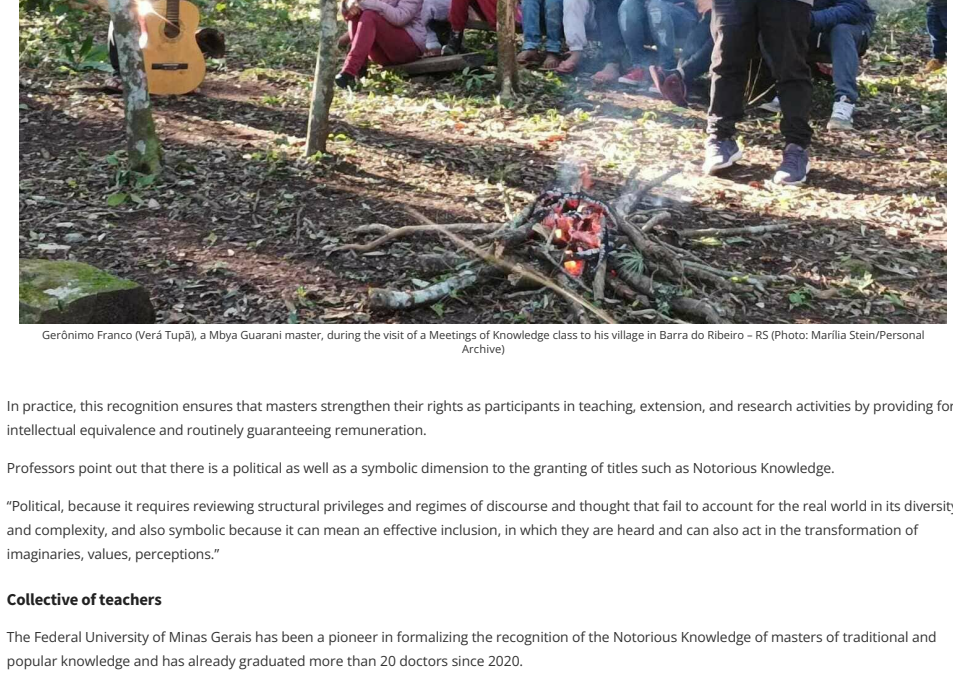 Gerônimo Franco (Verá Tupã), a Mbya Guarani master, during the visit of a Meetings of Knowledge class to his village in Barra do Ribeiro – RS (Photo: Marília Stein/Personal
Archive)
In practice, this recognition ensures that masters strengthen their rights as participants in teaching, extension, and research activities by providing for
intellectual equivalence and routinely guaranteeing remuneration.
Professors point out that there is a political as well as a symbolic dimension to the granting of titles such as Notorious Knowledge.
“Political, because it requires reviewing structural privileges and regimes of discourse and thought that fail to account for the real world in its diversity
and complexity, and also symbolic because it can mean an effective inclusion, in which they are heard and can also act in the transformation of
imaginaries, values, perceptions.”
Collective of teachers
The Federal University of Minas Gerais has been a pioneer in formalizing the recognition of the Notorious Knowledge of masters of traditional and
popular knowledge and has already graduated more than 20 doctors since 2020.